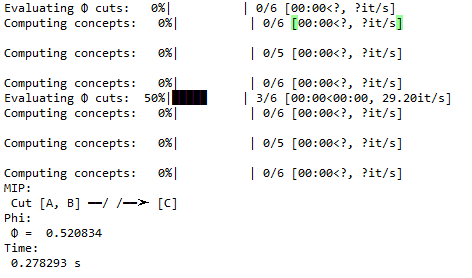 Evaluating Φ cuts:   0%|          | 0/6 [00:00<?, ?it/s]
Computing concepts:   0%|          | 0/6 [00:00<?, ?it/s]
Computing concepts:   0%|          | 0/5 [00:00<?, ?it/s]
Computing concepts:   0%|          | 0/6 [00:00<?, ?it/s]
Evaluating Φ cuts:  50%|█████     | 3/6 [00:00<00:00, 29.20it/s]
Computing concepts:   0%|          | 0/6 [00:00<?, ?it/s]
Computing concepts:   0%|          | 0/5 [00:00<?, ?it/s]
Computing concepts:   0%|          | 0/6 [00:00<?, ?it/s]
MIP:
Cut [A, B] ━━/ /━━➤ [C]
Phi:
Φ =  0.520834
Time:
0.278293 s